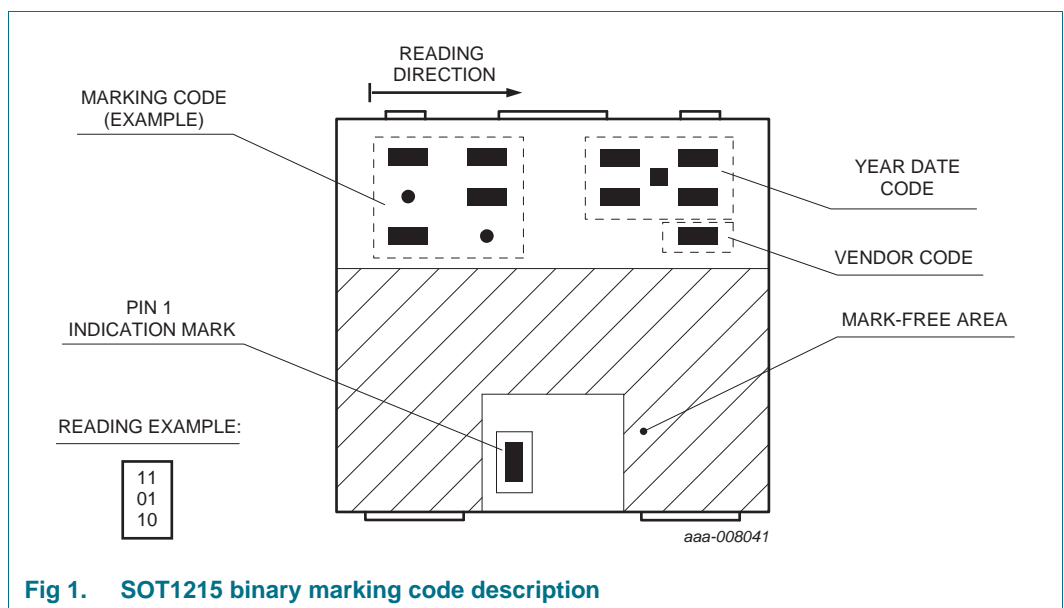 READING
DIRECTION
MARKING CODE
(EXAMPLE)
YEAR DATE
CODE
VENDOR CODE
PIN 1
INDICATION MARK
MARK-FREE AREA
READING EXAMPLE:
11
01
10
aaa-008041
Fig 1. SOT1215 binary marking code description